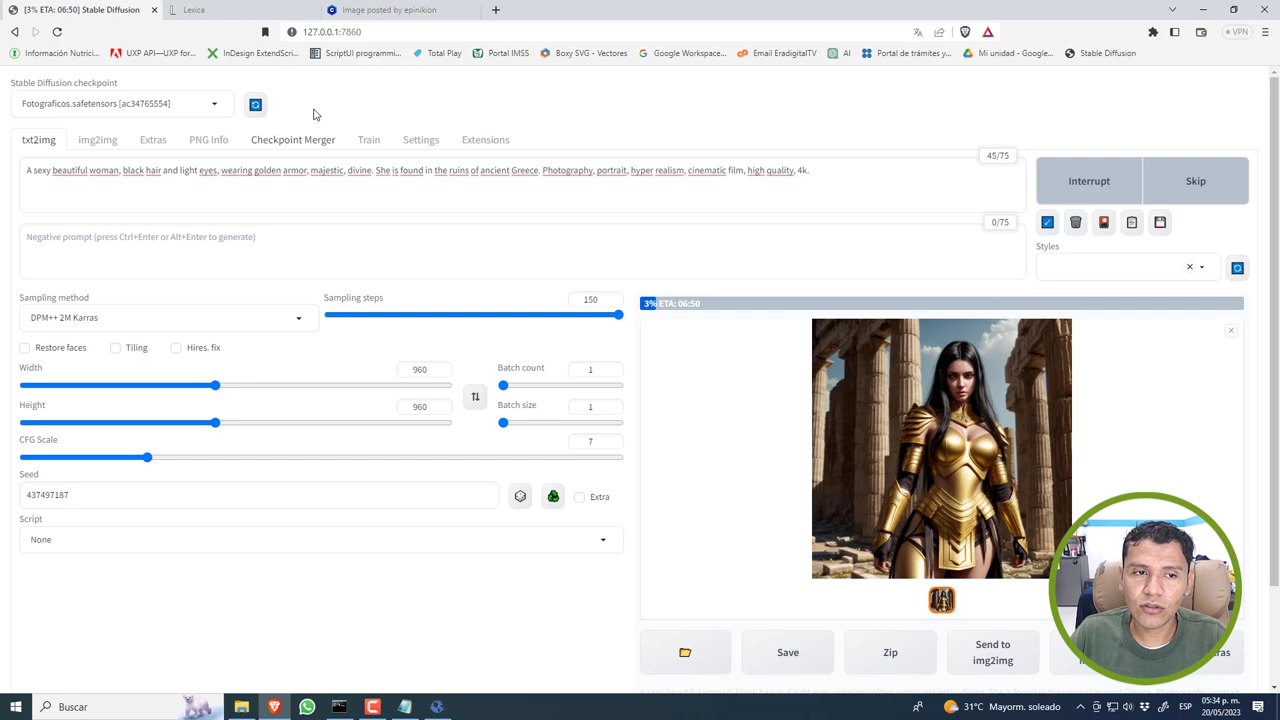 [3% ETA: 06:50] Stable Diffusion
Lexica
Image posted by epinikion
127.0.0.1:7860
VPN
Información Nutrici...
UXP API—UXP for...
InDesign ExtendScri...
ScriptUI programmi...
Total Play
Portal IMSS
Boxy SVG - Vectores
Google Workspace...
Email EradigitalTV
AI
Portal de trámites y...
Mi unidad - Google...
Stable Diffusion
Stable Diffusion checkpoint
Fotograficos.safetensors [ac34765554]
txt2img
img2img
Extras
PNG Info
Checkpoint Merger
Train
Settings
Extensions
45/75
A sexy beautiful woman, black hair and light eyes, wearing golden armor, majestic, divine. She is found in the ruins of ancient Greece. Photography, portrait, hyper realism, cinematic film, high quality, 4k.
Interrupt
Skip
0/75
Negative prompt (press Ctrl+Enter or Alt+Enter to generate)
Styles
Sampling method
DPM++ 2M Karras
Sampling steps
150
3% ETA: 06:50
Restore faces
Tiling
Hires. fix
Width
960
Batch count
1
Height
960
Batch size
1
CFG Scale
7
Seed
437497187
Extra
Script
None
Save
Zip
Send to
img2img
Buscar
31°C Mayorm. soleado
ESP
05:34 p. m.
20/05/2023